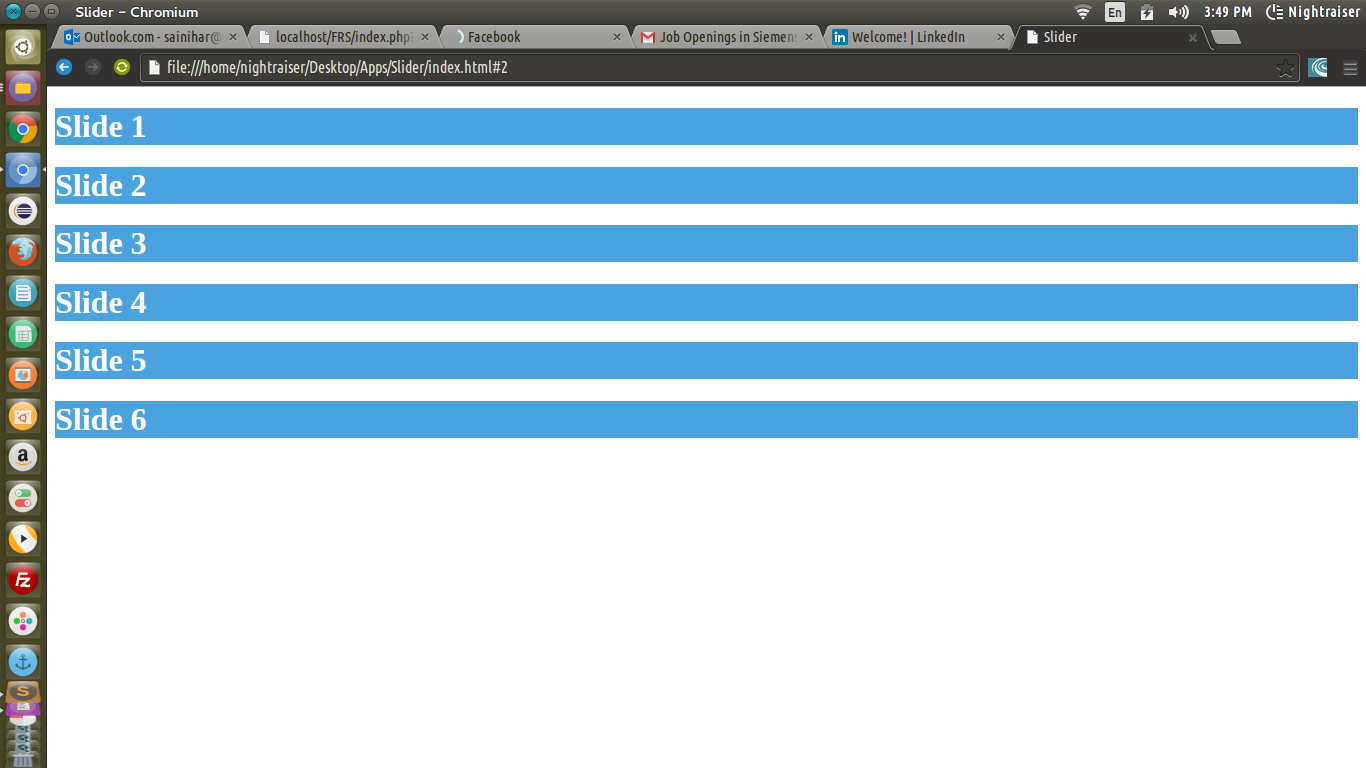 Slider – Chromium
En
3:49 PM
Nightraiser
Outlook.com - sainihar@
localhost/FRS/index.php
Facebook
Job Openings in Siemens
Welcome! | LinkedIn
Slider
file:///home/nightraiser/Desktop/Apps/Slider/index.html#2
Slide 1
Slide 2
Slide 3
Slide 4
Slide 5
Slide 6